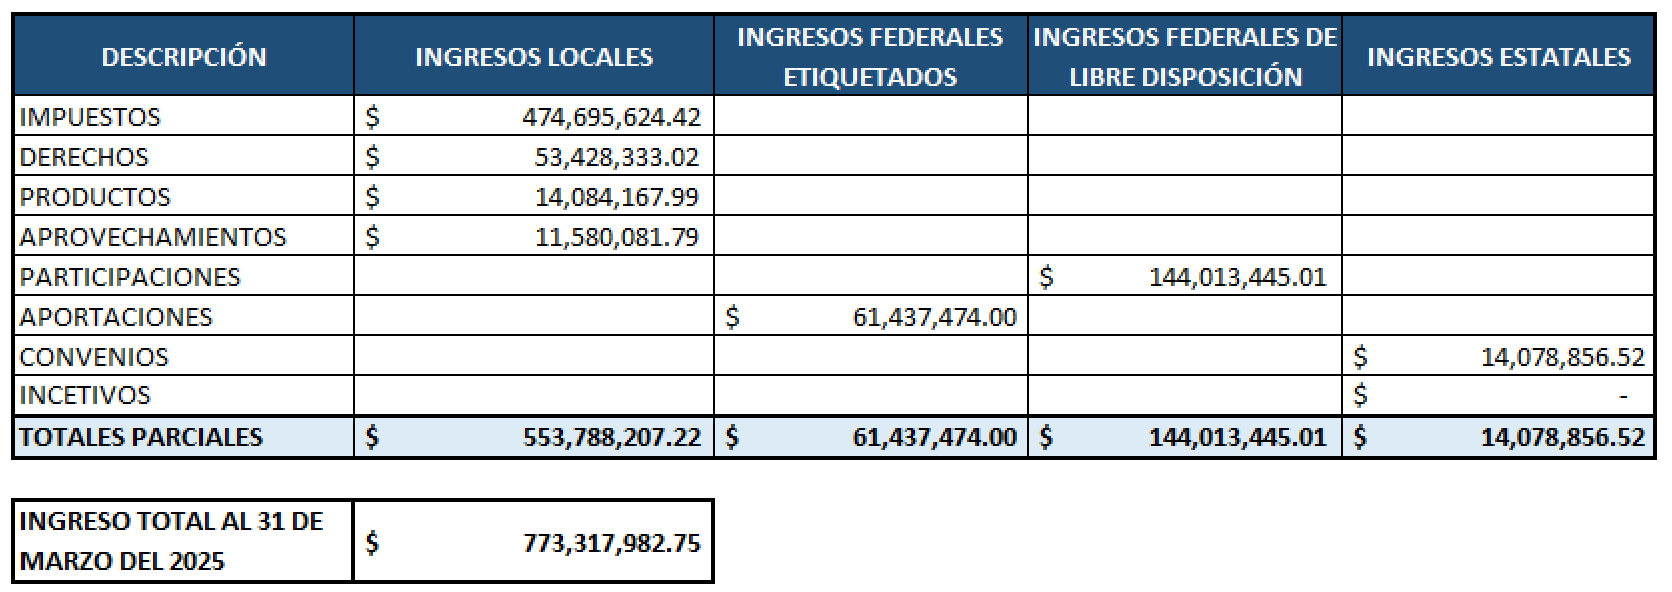 DESCRIPCIÓN INGRESOS LOCALES INGRESOS FEDERALES ETIQUETADOS INGRESOS FEDERALES DE LIBRE DISPOSICIÓN INGRESOS ESTATALES
IMPUESTOS $ 474,695,624.42
DERECHOS $ 53,428,333.02
PRODUCTOS $ 14,084,167.99
APROVECHAMIENTOS $ 11,580,081.79
PARTICIPACIONES $ 144,013,445.01
APORTACIONES $ 61,437,474.00
CONVENIOS $ 14,078,856.52
INCETIVOS $ -
TOTALES PARCIALES $ 553,788,207.22 $ 61,437,474.00 $ 144,013,445.01 $ 14,078,856.52
INGRESO TOTAL AL 31 DE
MARZO DEL 2025 $ 773,317,982.75